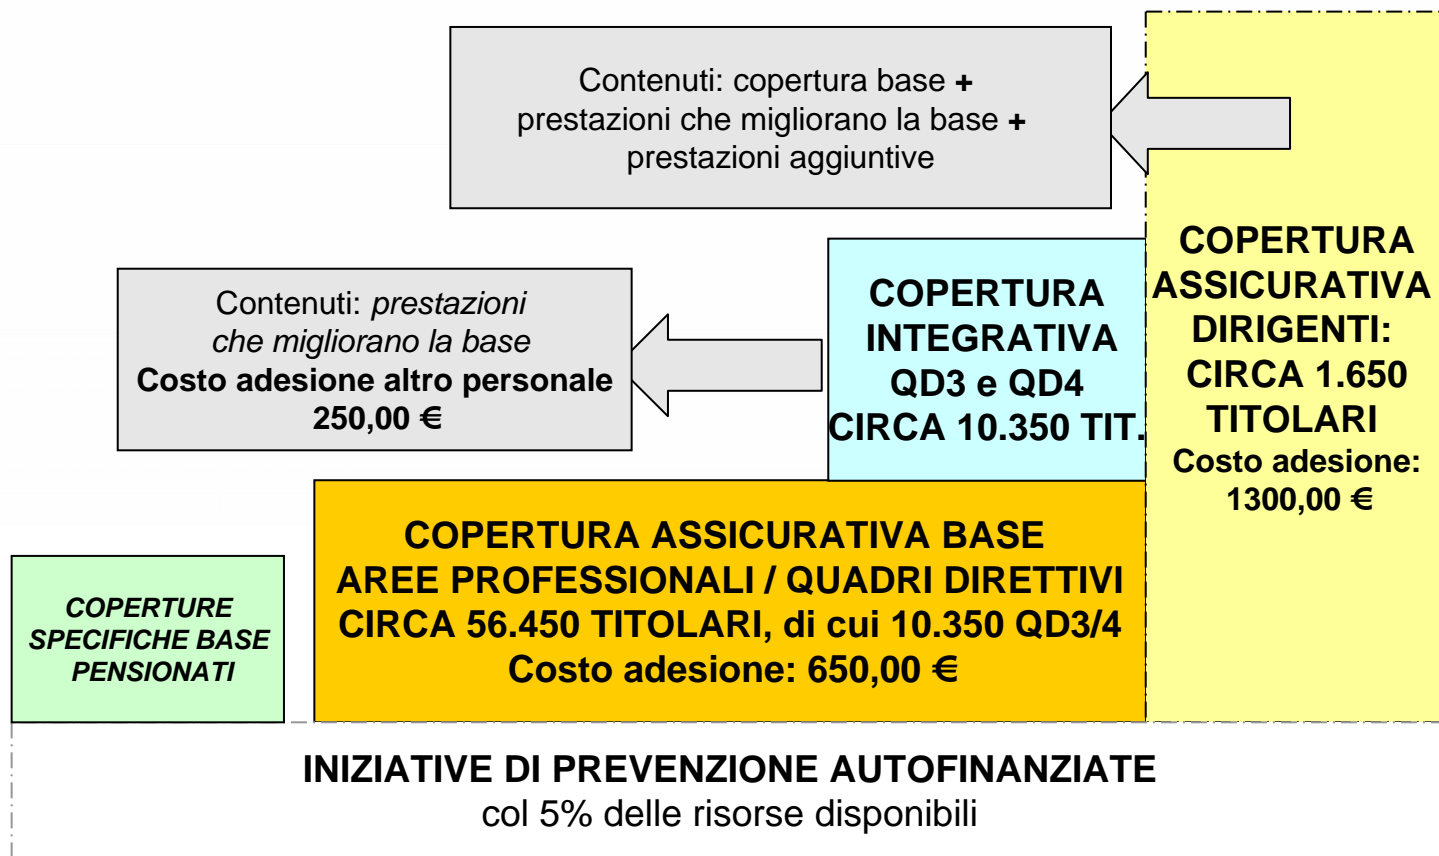 Contenuti: copertura base +
prestazioni che migliorano la base +
prestazioni aggiuntive
COPERTURA
ASSICURATIVA
DIRIGENTI:
CIRCA 1.650
TITOLARI
Costo adesione:
1300,00 €
Contenuti: prestazioni
che migliorano la base
Costo adesione altro personale
250,00 €
COPERTURA
INTEGRATIVA
QD3 e QD4
CIRCA 10.350 TIT.
COPERTURA ASSICURATIVA BASE
AREE PROFESSIONALI / QUADRI DIRETTIVI
CIRCA 56.450 TITOLARI, di cui 10.350 QD3/4
Costo adesione: 650,00 €
COPERTURE
SPECIFICHE BASE
PENSIONATI
INIZIATIVE DI PREVENZIONE AUTOFINANZIATE
col 5% delle risorse disponibili